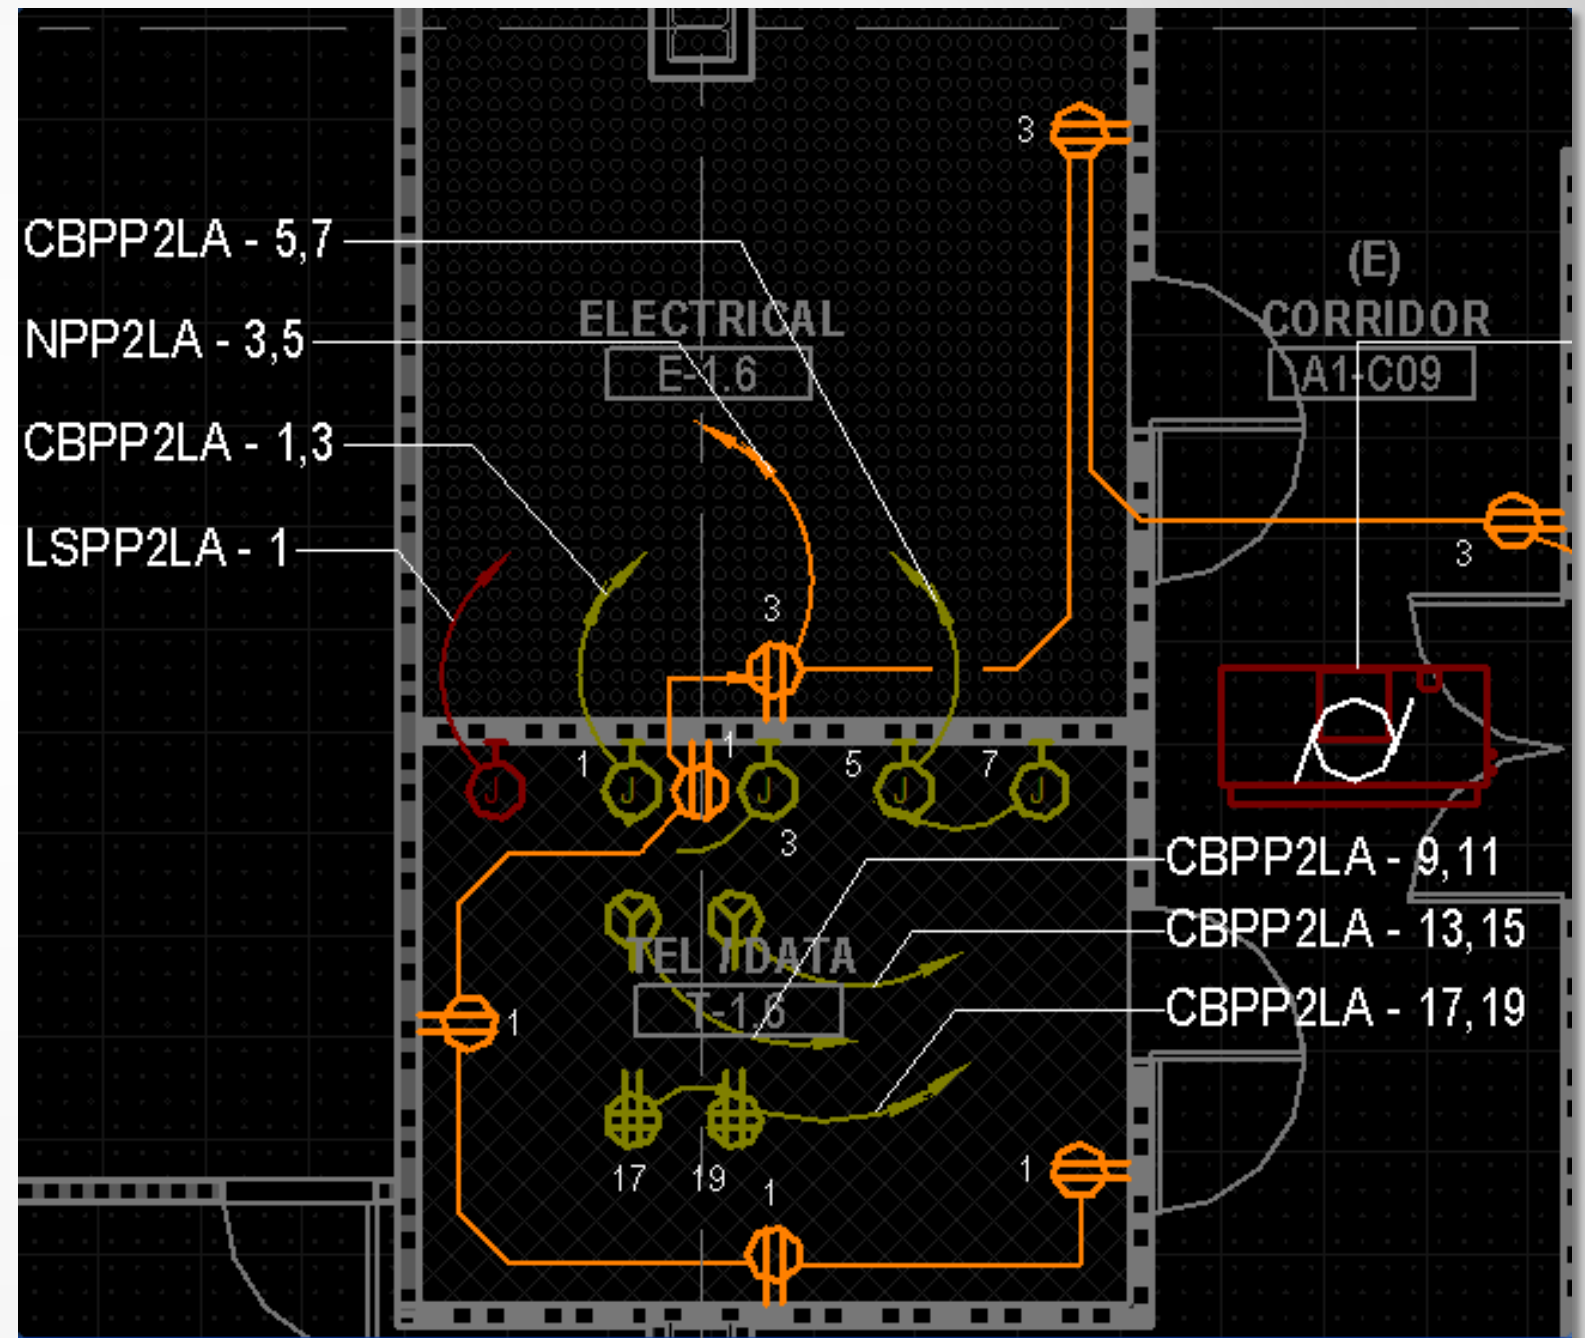 3
CBPP2LA - 5,7
(E)
CORRIDOR
A1-C09
ELECTRICAL
E-1.6
NPP2LA - 3,5
CBPP2LA - 1,3
LSPP2LA - 1
3
3
1
1
5
7
J
J
J
J
J
3
CBPP2LA - 9,11
CBPP2LA - 13,15
TEL / DATA
T-1.6
CBPP2LA - 17,19
1
17
19
1
1